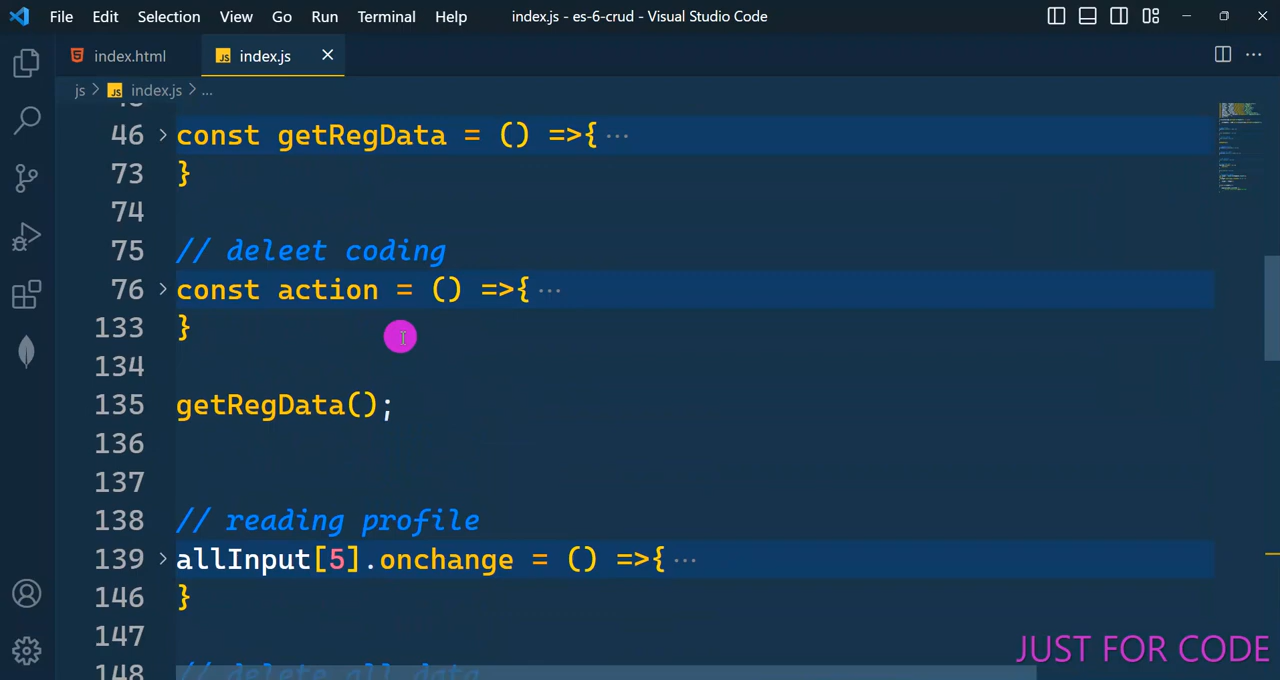 File Edit Selection View Go Run Terminal Help index.js - es-6-crud - Visual Studio Code
index.html JS index.js
js > JS index.js > ...
46 > const getRegData = () =>{ ...
73 }
74
75 // deleet coding
76 > const action = () =>{ ...
133 }
134
135 getRegData();
136
137
138 // reading profile
139 > allInput[5].onchange = () =>{ ...
146 }
147
148 // delete all data
JUST FOR CODE